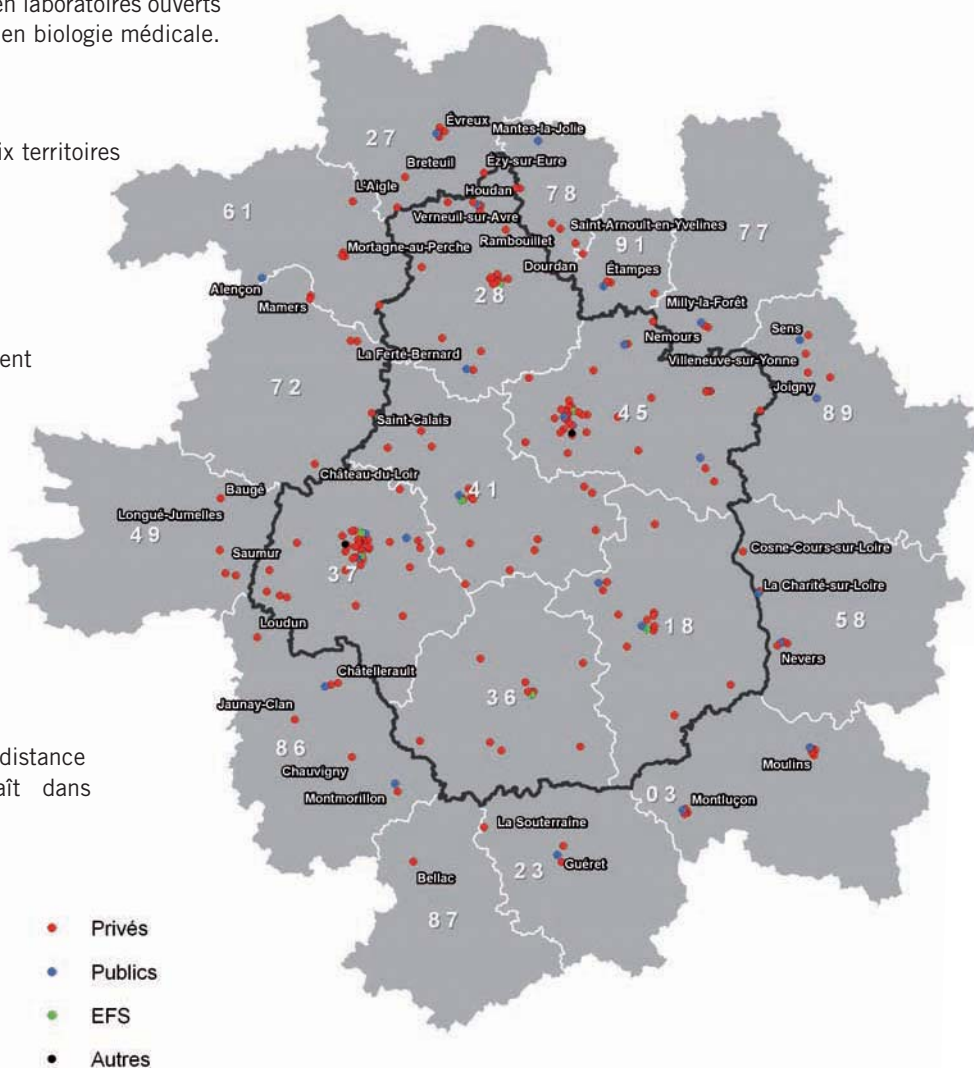 en laboratoires ouverts
en biologie médicale.
ix territoires
ent
distance
aît dans
Évreux
Mantes-la-Jolie
27
Breteuil
Ézy-sur-Eure
L'Aigle
Houdan
78
61
Verneuil-sur-Avre
Saint-Arnoult-en-Yvelines
77
91
Mortagne-au-Perche
Rambouillet
Dourdan
Étampes
Alençon
28
Mamers
Milly-la-Forêt
Sens
Nemours
La Ferté-Bernard
Villeneuve-sur-Yonne
72
Joigny
45
89
Saint-Calais
Château-du-Loir
Baugé
41
Longué-Jumelles
49
Saumur
Cosne-Cours-sur-Loire
37
La Charité-sur-Loire
Loudun
18
58
Nevers
Châtellerault
36
Jaunay-Clan
86
Chauvigny
Moulins
Montmorillon
03
Montluçon
La Souterraine
23
Guéret
Bellac
87
Privés
Publics
EFS
Autres